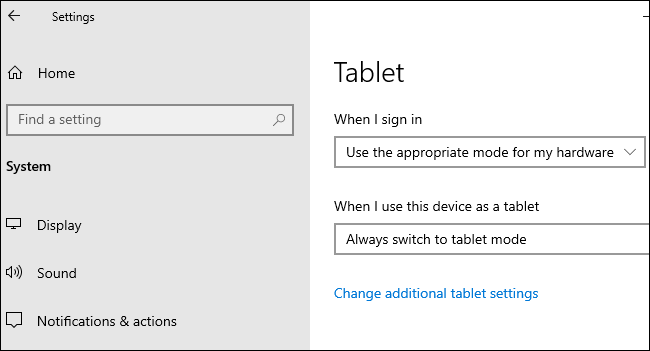 Settings
Home
Find a setting
System
Display
Sound
Notifications & actions
Tablet
When I sign in
Use the appropriate mode for my hardware
When I use this device as a tablet
Always switch to tablet mode
Change additional tablet settings